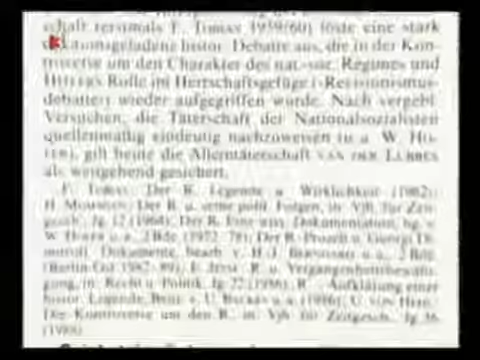 schaft erstmals F. TOBIAS 1959/60) löste eine stark
emotionsgeladene histor. Debatte aus, die in der Kon-
troverse um den Charakter des nat.-soz. Regimes und
HITLERS Rolle im Herrschaftsgefüge (›Revisionismus-
debatte‹) wieder aufgegriffen wurde. Nach vergebl.
Versuchen, die Täterschaft der Nationalsozialisten
quellenmäßig eindeutig nachzuweisen (u. a. W. HO-
FER), gilt heute die Alleintäterschaft VAN DER LUBBES
als weitgehend gesichert.
F. TOBIAS: Der R. Legende u. Wirklichkeit (1962);
H. MOMMSEN: Der R. u. seine polit. Folgen, in: Vjh. für Zeit-
gesch., Jg. 12 (1964); Der R. Eine wiss. Dokumentation, hg. v.
W. HOFER u. a., 2 Bde. (1972–78); Der R.-Prozeß u. Georgi Di-
mitroff. Dokumente, bearb. v. H.-J. u. a., 2 Bde.
(Berlin-Ost 1982–89); E. JESSE: R. u. Vergangenheitsbewälti-
gung, in: Recht u. Politik, Jg. 22 (1986); R. Aufklärung einer
histor. Legende, Beitr. v. U. BACKES u. a. (1986); U. VON HEHL:
Die Kontroverse um den R., in: Vjh. für Zeitgesch., Jg. 36
(1988).